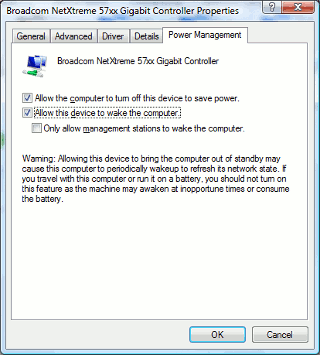 Broadcom NetXtreme 57xx Gigabit Controller Properties
General Advanced Driver Details Power Management
Broadcom NetXtreme 57xx Gigabit Controller
Allow the computer to turn off this device to save power.
Allow this device to wake the computer.
Only allow management stations to wake the computer.
Warning: Allowing this device to bring the computer out of standby may
cause this computer to periodically wakeup to refresh its network state. If
you travel with this computer or run it on a battery, you should not turn on
this feature as the machine may awaken at inopportune times or consume
the battery.
OK Cancel